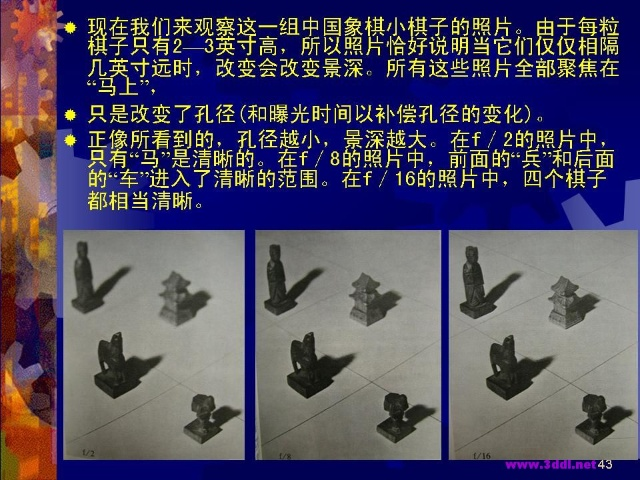 现在我们来观察这一组中国象棋小棋子的照片。由于每粒
棋子只有2—3英寸高，所以照片恰好说明当它们仅仅相隔
几英寸远时，改变会改变景深。所有这些照片全部聚焦在
“马上”，
只是改变了孔径(和曝光时间以补偿孔径的变化)。
正像所看到的，孔径越小，景深越大。在f／2的照片中，
只有“马”是清晰的。在f／8的照片中，前面的“兵”和后面
的“车”进入了清晰的范围。在f／16的照片中，四个棋子
都相当清晰。
f/2
f/8
f/16
www.3ddl.net 43